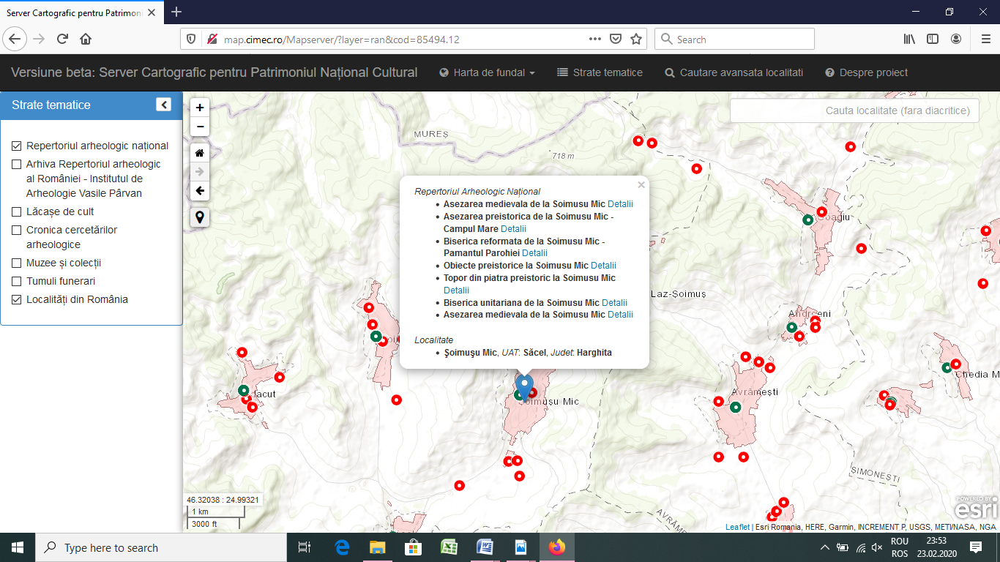 Server Cartografic pentru Patrimoni
map.cimec.ro/Mapserver/?layer=ran&cod=85494.12
Search
Versiune beta: Server Cartografic pentru Patrimoniul Național Cultural
Harta de fundal
Strate tematice
Cautare avansata localitati
Despre proiect
Strate tematice
Repertoriul arheologic național
Arhiva Repertoriul arheologic
al României - Institutul de
Arheologie Vasile Pârvan
Lăcașe de cult
Cronica cercetărilor
arheologice
Muzee și colecții
Tumuli funerari
Localități din România
+
−
Cauta localitate (fara diacritice)
MUREȘ
718 m
Repertoriul Arheologic Național
Asezarea medievala de la Soimusu Mic Detalii
Asezarea preistorica de la Soimusu Mic -
Campul Mare Detalii
Biserica reformata de la Soimusu Mic -
Pamantul Parohiei Detalii
Obiecte preistorice la Soimusu Mic Detalii
Topor din piatra preistoric la Soimusu Mic
Detalii
Biserica unitariana de la Soimusu Mic Detalii
Asezarea medievala de la Soimusu Mic Detalii
Localitate
Şoimuşu Mic, UAT: Săcel, Judet: Harghita
Laz-Șoimuș
Avrămești
Mic
Chedia M
ȘIMONEȘTI
46.32038 : 24.99321
1 km
3000 ft
POWERED BY
esri
Leaflet | Esri Romania, HERE, Garmin, INCREMENT P, USGS, METI/NASA, NGA
Type here to search
ROU
ROS
23:53
23.02.2020